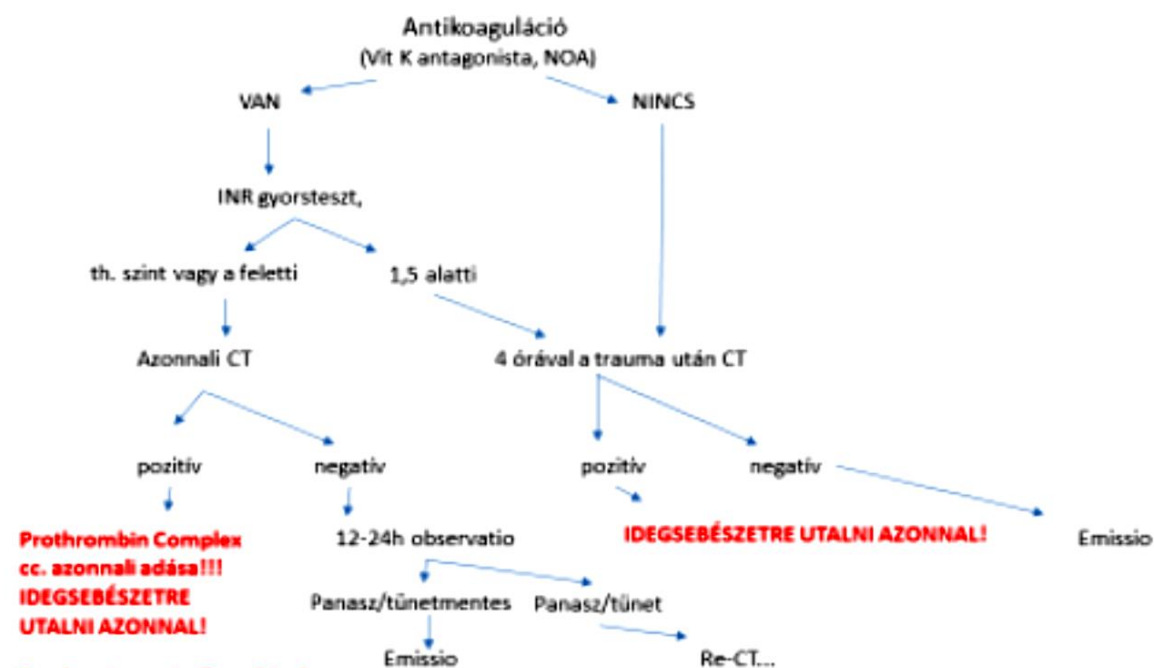 Antikoaguláció
(Vit K antagonista, NOA)
VAN
NINCS
INR gyorsteszt,
th. szint vagy a feletti
1,5 alatti
Azonnali CT
4 órával a trauma után CT
pozitív
negatív
pozitív
negatív
Prothrombin Complex
cc. azonnali adása!!!
IDEGSEBÉSZETRE
UTALNI AZONNAL!
12-24h observatio
IDEGSEBÉSZETRE UTALNI AZONNAL!
Emissio
Panasz/tünetmentes
Panasz/tünet
Emissio
Re-CT...